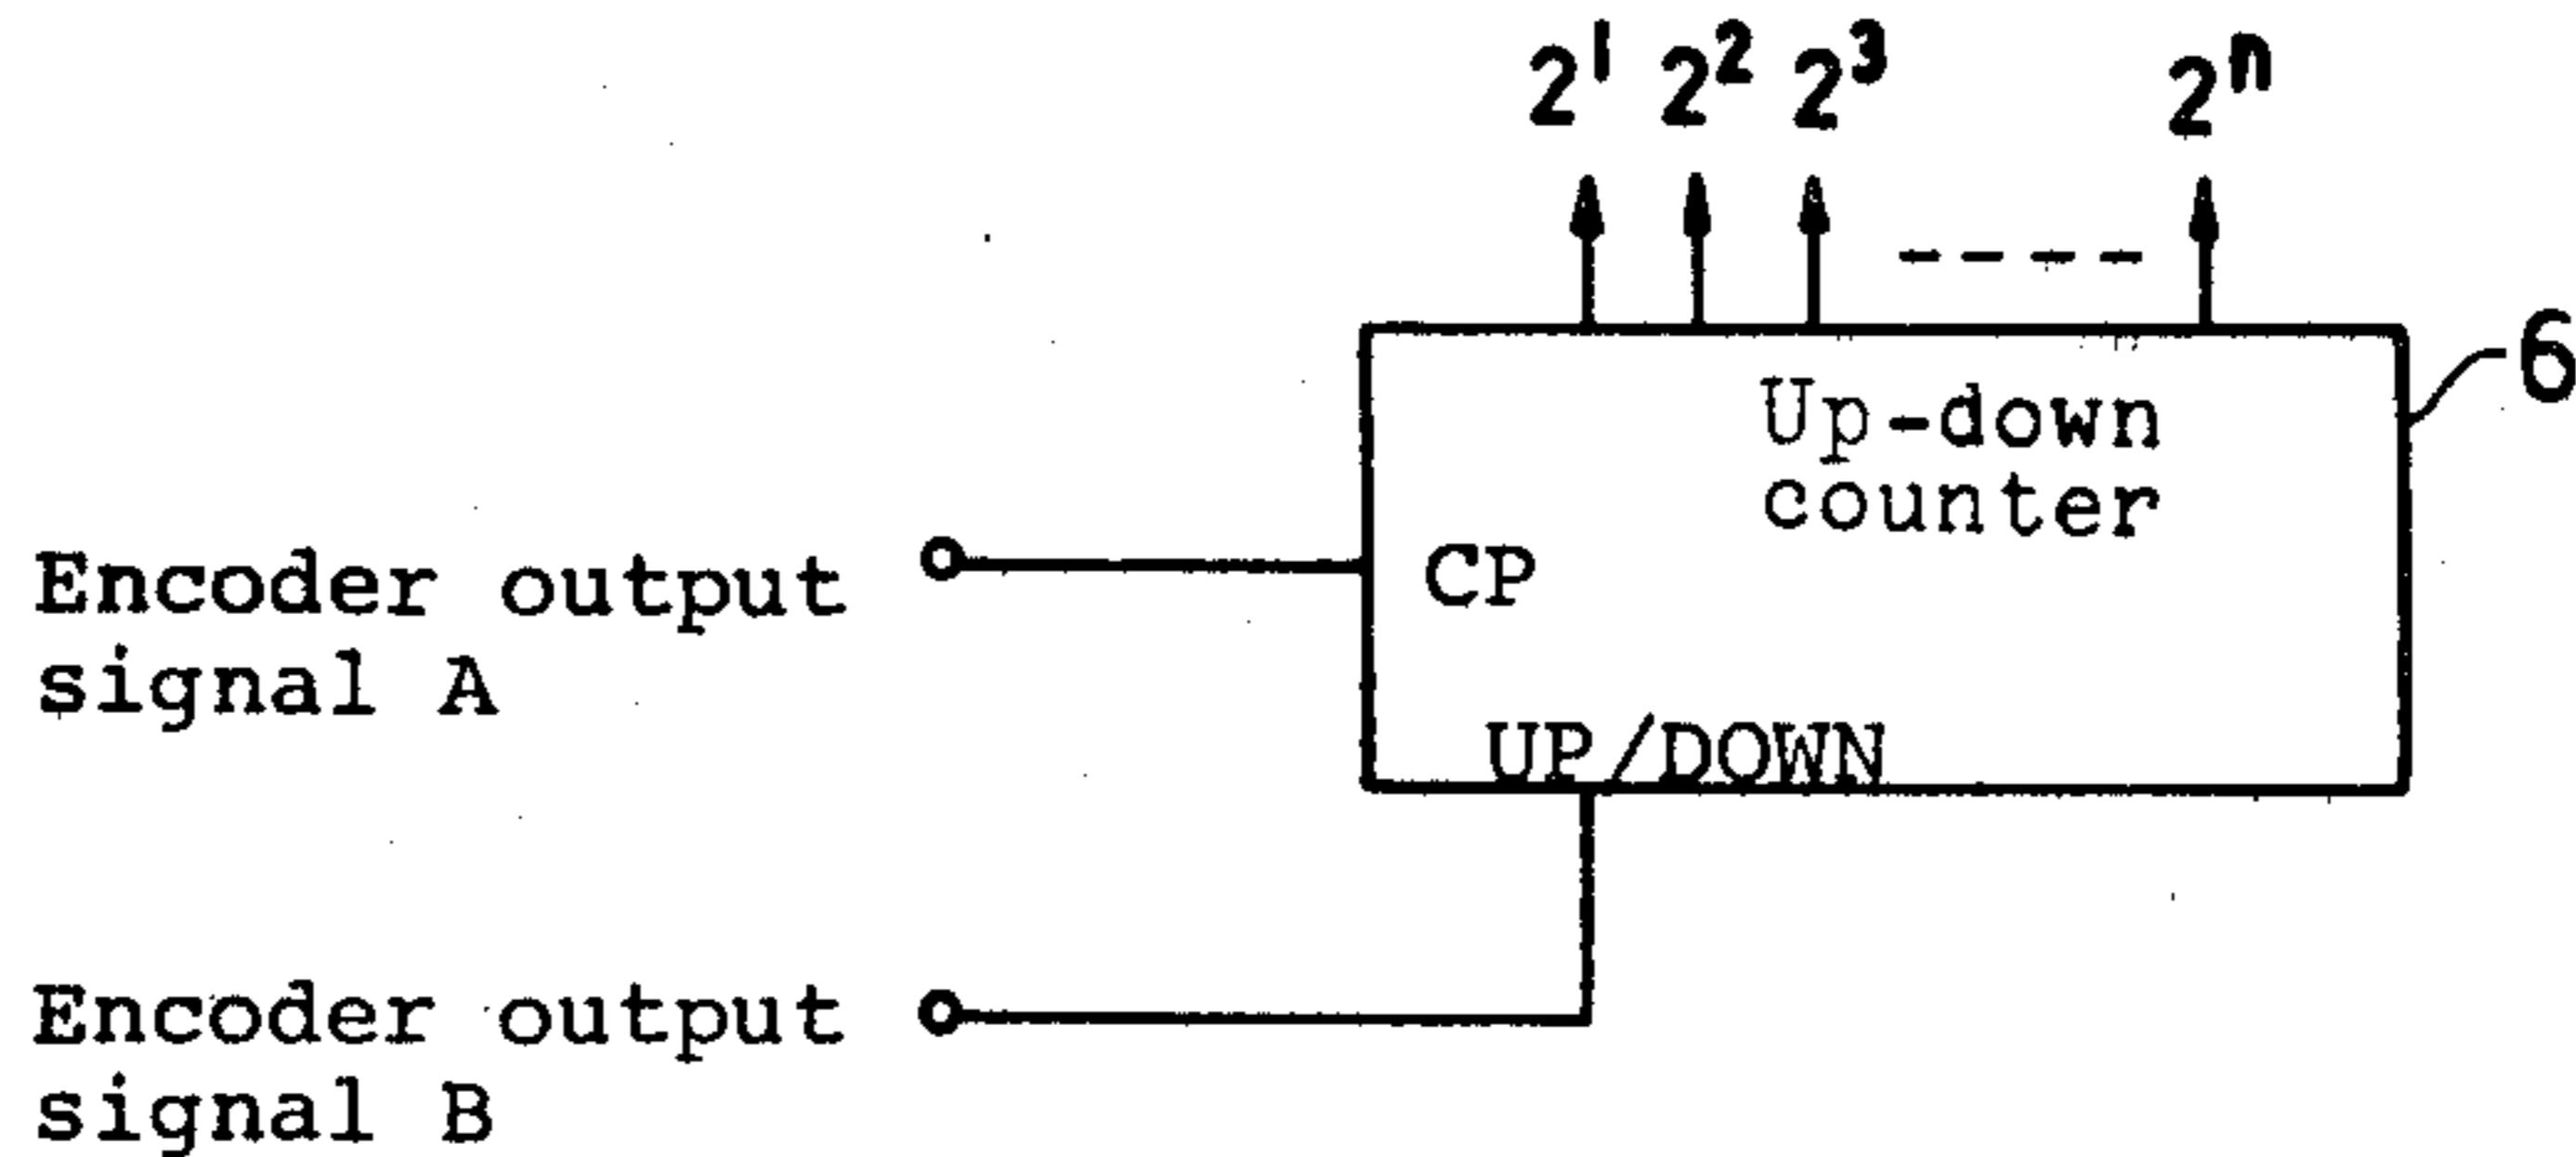 2¹ 2² 2³ ---- 2ⁿ
6
Up-down
counter
CP
Encoder output
signal A
UP/DOWN
Encoder output
signal B